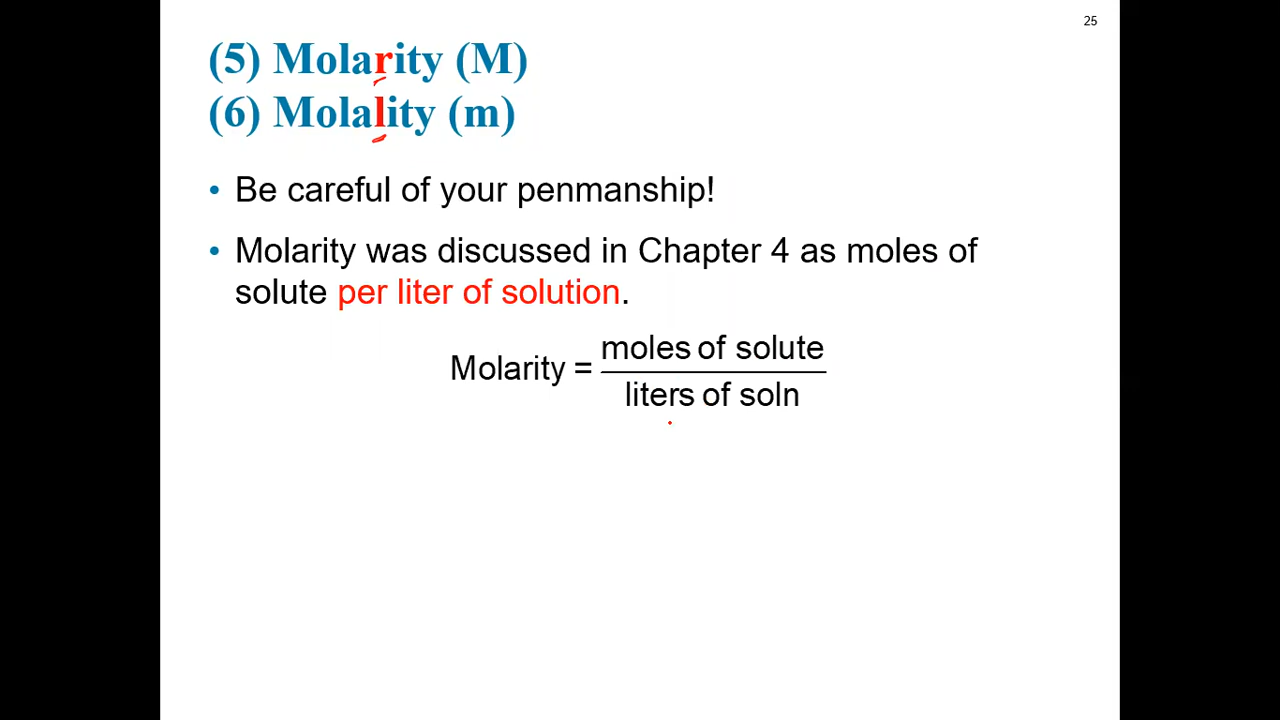 25
(5) Molarity (M)
(6) Molality (m)
• Be careful of your penmanship!
• Molarity was discussed in Chapter 4 as moles of
solute per liter of solution.
moles of solute
Molarity =
liters of soln